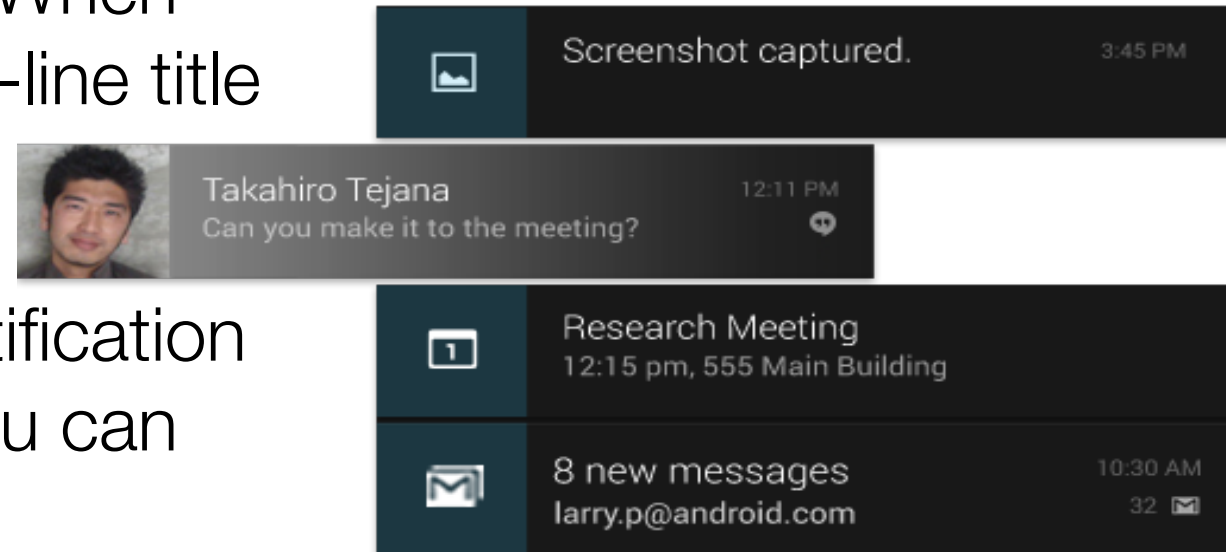 When
-line title
tification
u can
Screenshot captured.
3:45 PM
Takahiro Tejana
12:11 PM
Can you make it to the meeting?
1
Research Meeting
12:15 pm, 555 Main Building
8 new messages
10:30 AM
larry.p@android.com
32